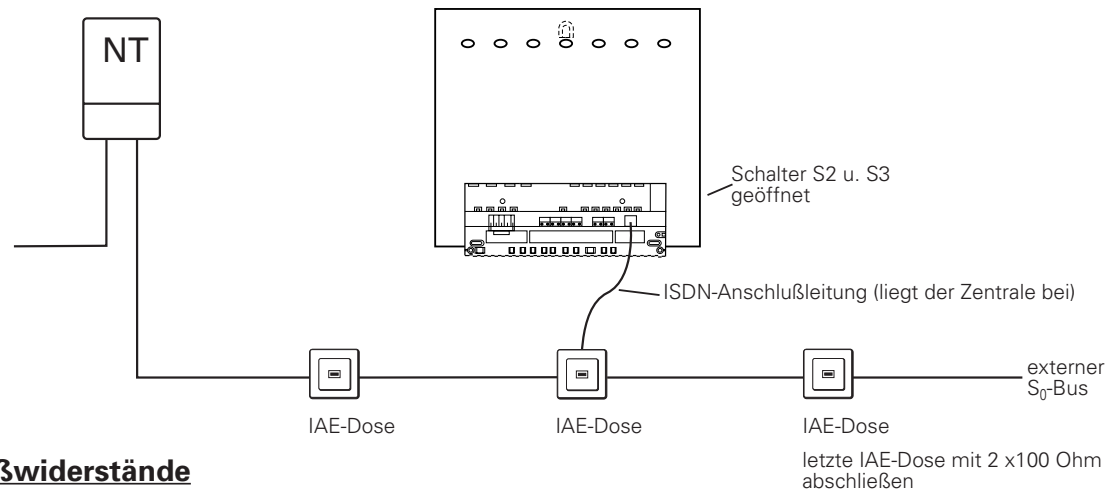 NT
Schalter S2 u. S3
geöffnet
ISDN-Anschlußleitung (liegt der Zentrale bei)
externer
S₀-Bus
IAE-Dose
IAE-Dose
IAE-Dose
letzte IAE-Dose mit 2 x100 Ohm
abschließen
ßwiderstände